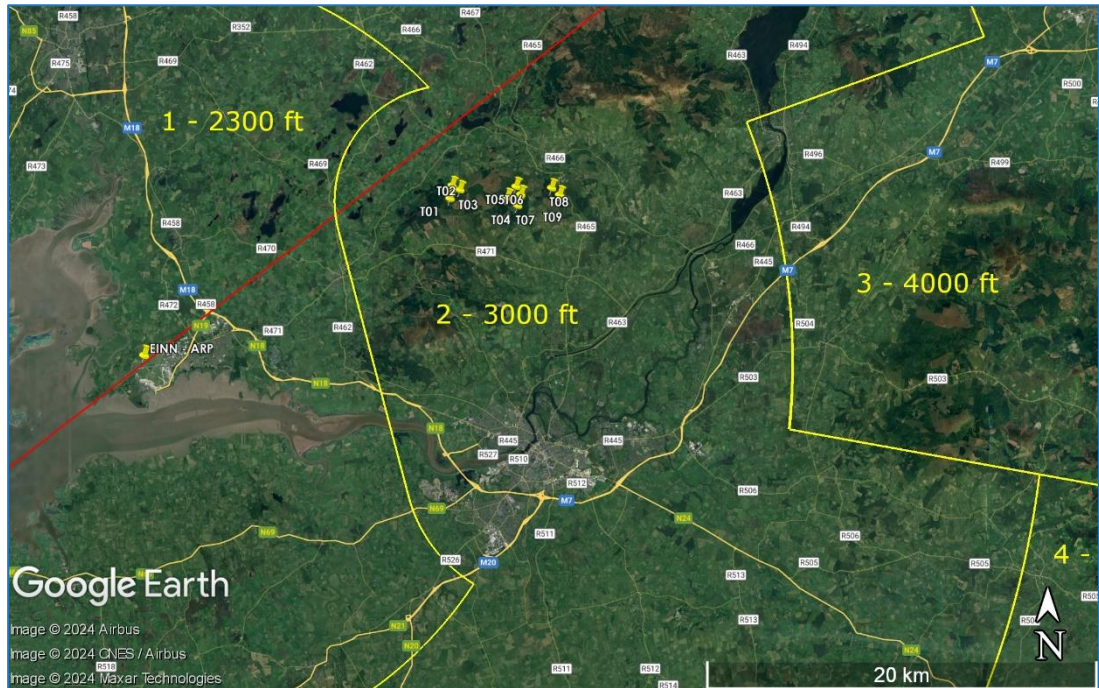 R458
N85
R475
74
R352
R469
R466
R467
R465
R462
M18
1 - 2300 ft
R469
R473
R458
R470
M18
R472
R458
N19
R471
N18
EINN - ARP
R462
N18
R463
R494
M7
R500
M7
R496
R499
R466
T02
T01
T03
T05
T06
T04
T07
T08
T09
R465
R463
R471
R494
R466
R445
M7
2 - 3000 ft
3 - 4000 ft
R463
R504
R503
R503
N18
R445
R527
R510
R445
R512
M7
N69
N69
R511
R526
M20
R506
N24
R506
R505
R505
R513
R513
4 -
N21
N20
R518
R511
R512
R514
N24
Google Earth
Image © 2024 Airbus
Image © 2024 CNES / Airbus
Image © 2024 Maxar Technologies
N
20 km